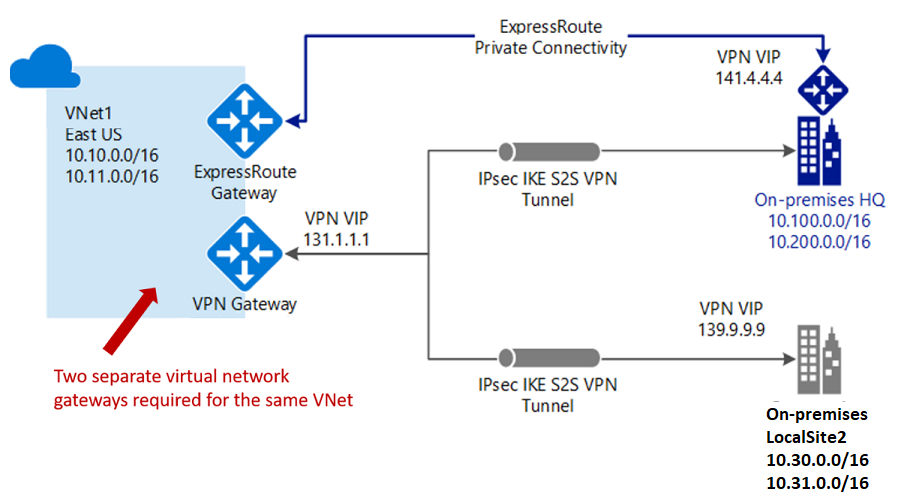 ExpressRoute
Private Connectivity
VPN VIP
141.4.4.4
VNet1
East US
10.10.0.0/16
10.11.0.0/16
ExpressRoute
Gateway
IPsec IKE S2S VPN
Tunnel
On-premises HQ
10.100.0.0/16
10.200.0.0/16
VPN VIP
131.1.1.1
VPN Gateway
VPN VIP
139.9.9.9
Two separate virtual network
gateways required for the same VNet
IPsec IKE S2S VPN
Tunnel
On-premises
LocalSite2
10.30.0.0/16
10.31.0.0/16